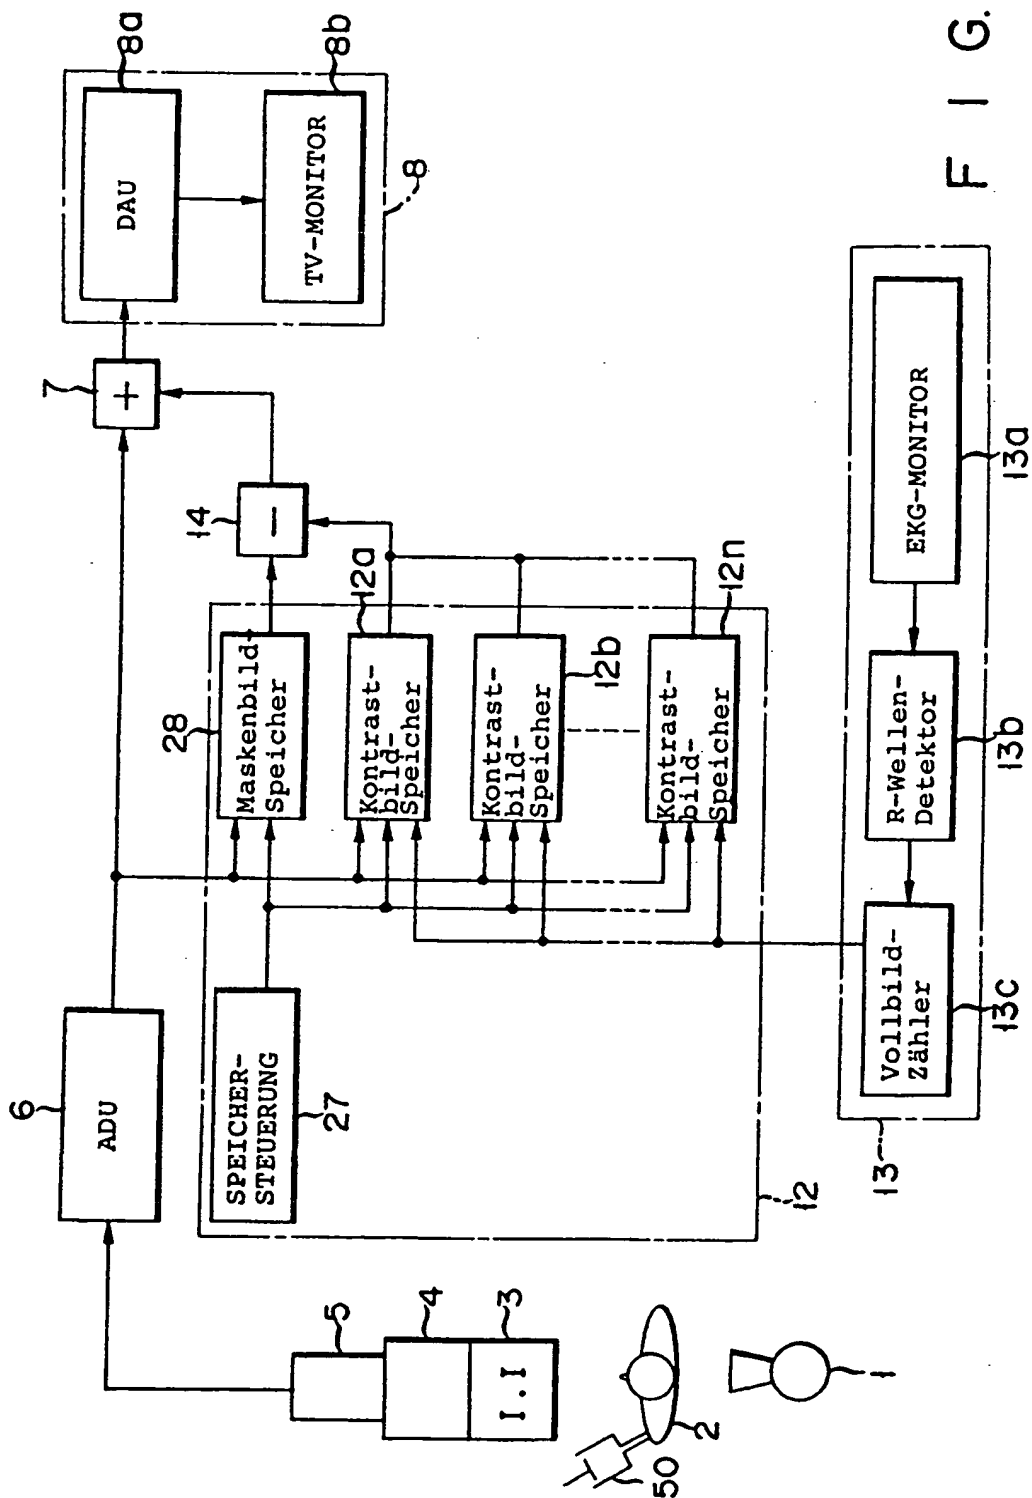 8a
DAU
8b
TV-MONITOR
8
7
+
14
−
28
Maskenbild-
Speicher
12a
Kontrast-
bild-
Speicher
12b
Kontrast-
bild-
Speicher
12n
Kontrast-
bild-
Speicher
6
ADU
SPEICHER-
STEUERUNG
27
12
13a
EKG-MONITOR
13b
R-Wellen-
Detektor
13c
Vollbild-
Zähler
13
5
4
3
I.I
2
50
1
FIG.